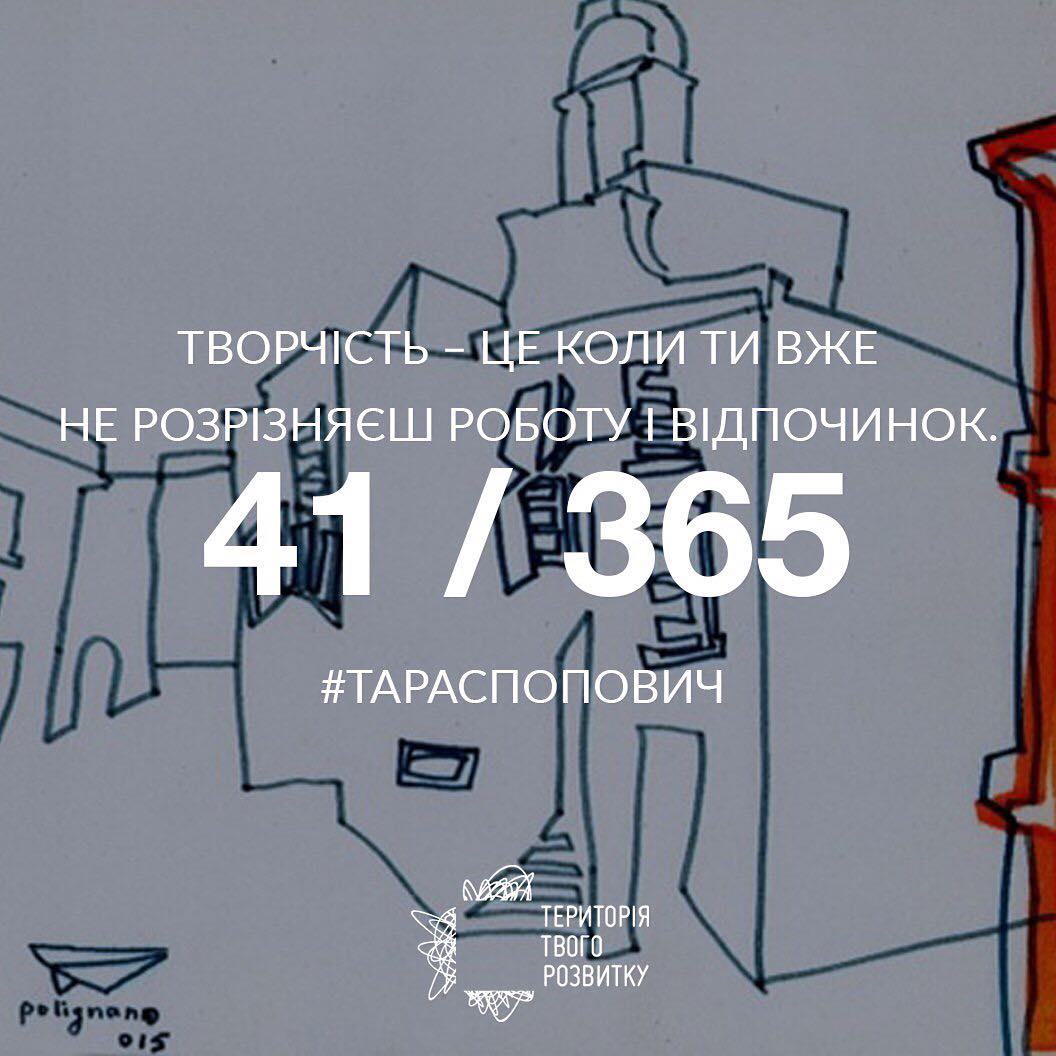 ТВОРЧІСТЬ – ЦЕ КОЛИ ТИ ВЖЕ
НЕ РОЗРІЗНЯЄШ РОБОТУ І ВІДПОЧИНОК.
41 / 365
#ТАРАСПОПОВИЧ
ТЕРИТОРІЯ
ТВОГО
РОЗВИТКУ
polignano
015